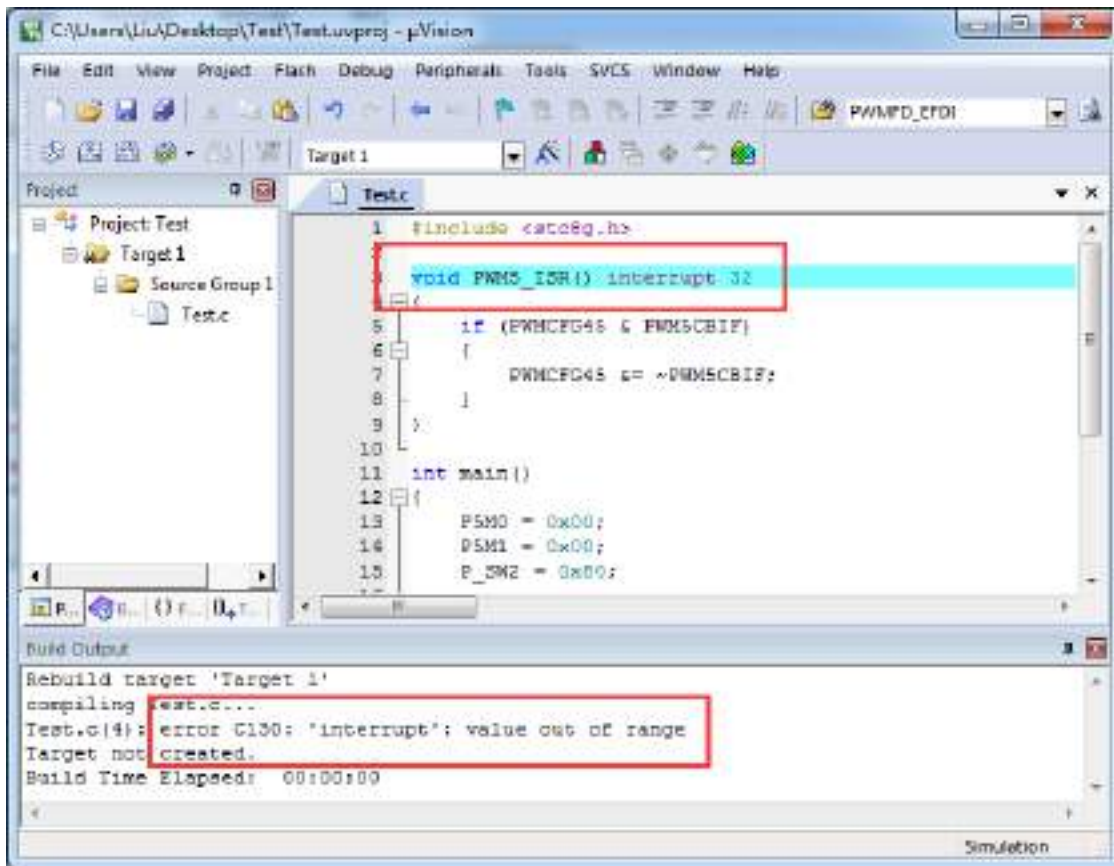 C:\Users\Liu\Desktop\Test\Test.uvproj - µVision
File Edit View Project Flash Debug Peripherals Tools SVCS Window Help
PWMFD_EFDI
Target 1
Project
Test.c
Project: Test
Target 1
Source Group 1
Test.c
1 #include <stc8g.h>
2
3 void PWM5_ISR() interrupt 32
4 {
5 if (PWMCFG45 & PWM5CBIF)
6 {
7 PWMCFG45 &= ~PWM5CBIF;
8 }
9 }
10
11 int main()
12 {
13 P5M0 = 0x00;
14 P5M1 = 0x00;
15 P_SW2 = 0x80;
Build Output
Rebuild target 'Target 1'
compiling Test.c...
Test.c(4): error C130: 'interrupt': value out of range
Target not created.
Build Time Elapsed: 00:00:00
Simulation